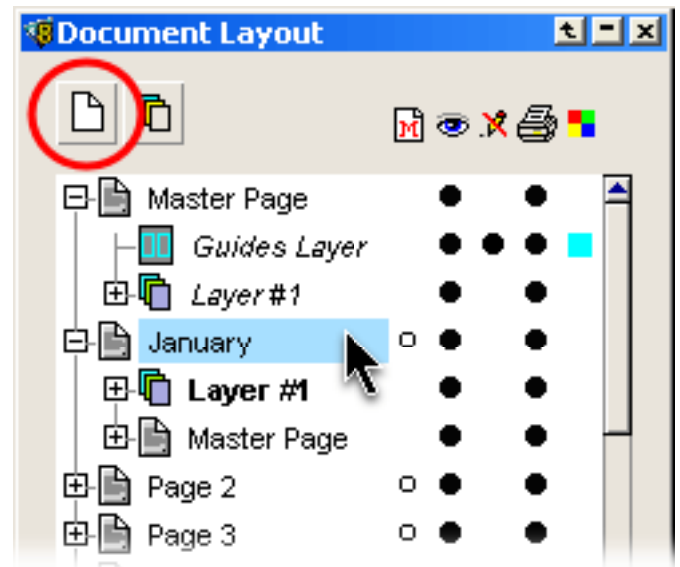 Document Layout
M
Master Page
Guides Layer
Layer #1
January
Layer #1
Master Page
Page 2
Page 3